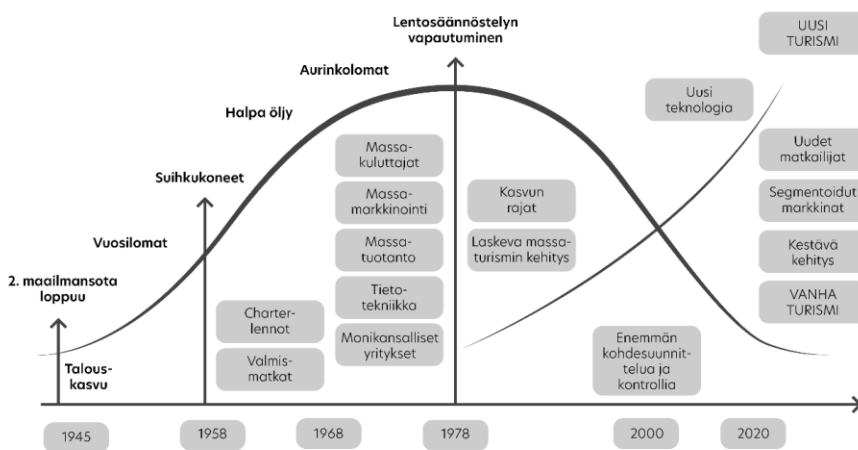 Lentosäännöstelyn
vapautuminen
UUSI
TURISMI
Aurinkolomat
Uusi
teknologia
Halpa öljy
Massa-
kuluttajat
Uudet
matkailijat
Suihkukoneet
Massa-
markkinointi
Kasvun
rajat
Segmentoidut
markkinat
Vuosilomat
Massa-
tuotanto
Laskeva massa-
turismin kehitys
Kestävä
kehitys
2. maailmansota
loppuu
Tieto-
tekniikka
VANHA
TURISMI
Charter-
lennot
Monikansalliset
yritykset
Enemmän
kohdesuunnit-
telua ja
kontrollia
Talous-
kasvu
Valmis-
matkat
1945
1958
1968
1978
2000
2020